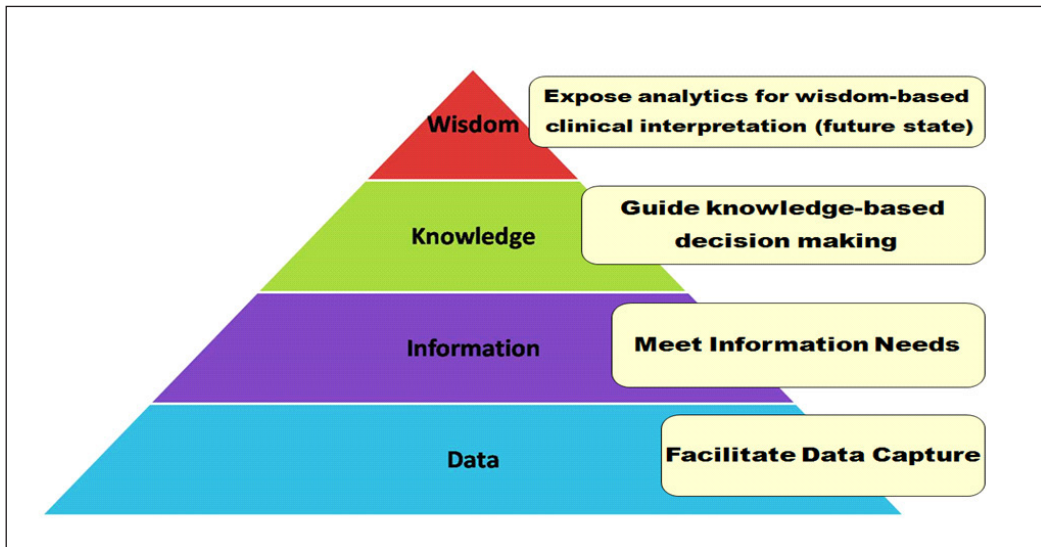 Wisdom
Expose analytics for wisdom-based
clinical interpretation (future state)
Knowledge
Guide knowledge-based
decision making
Information
Meet Information Needs
Data
Facilitate Data Capture